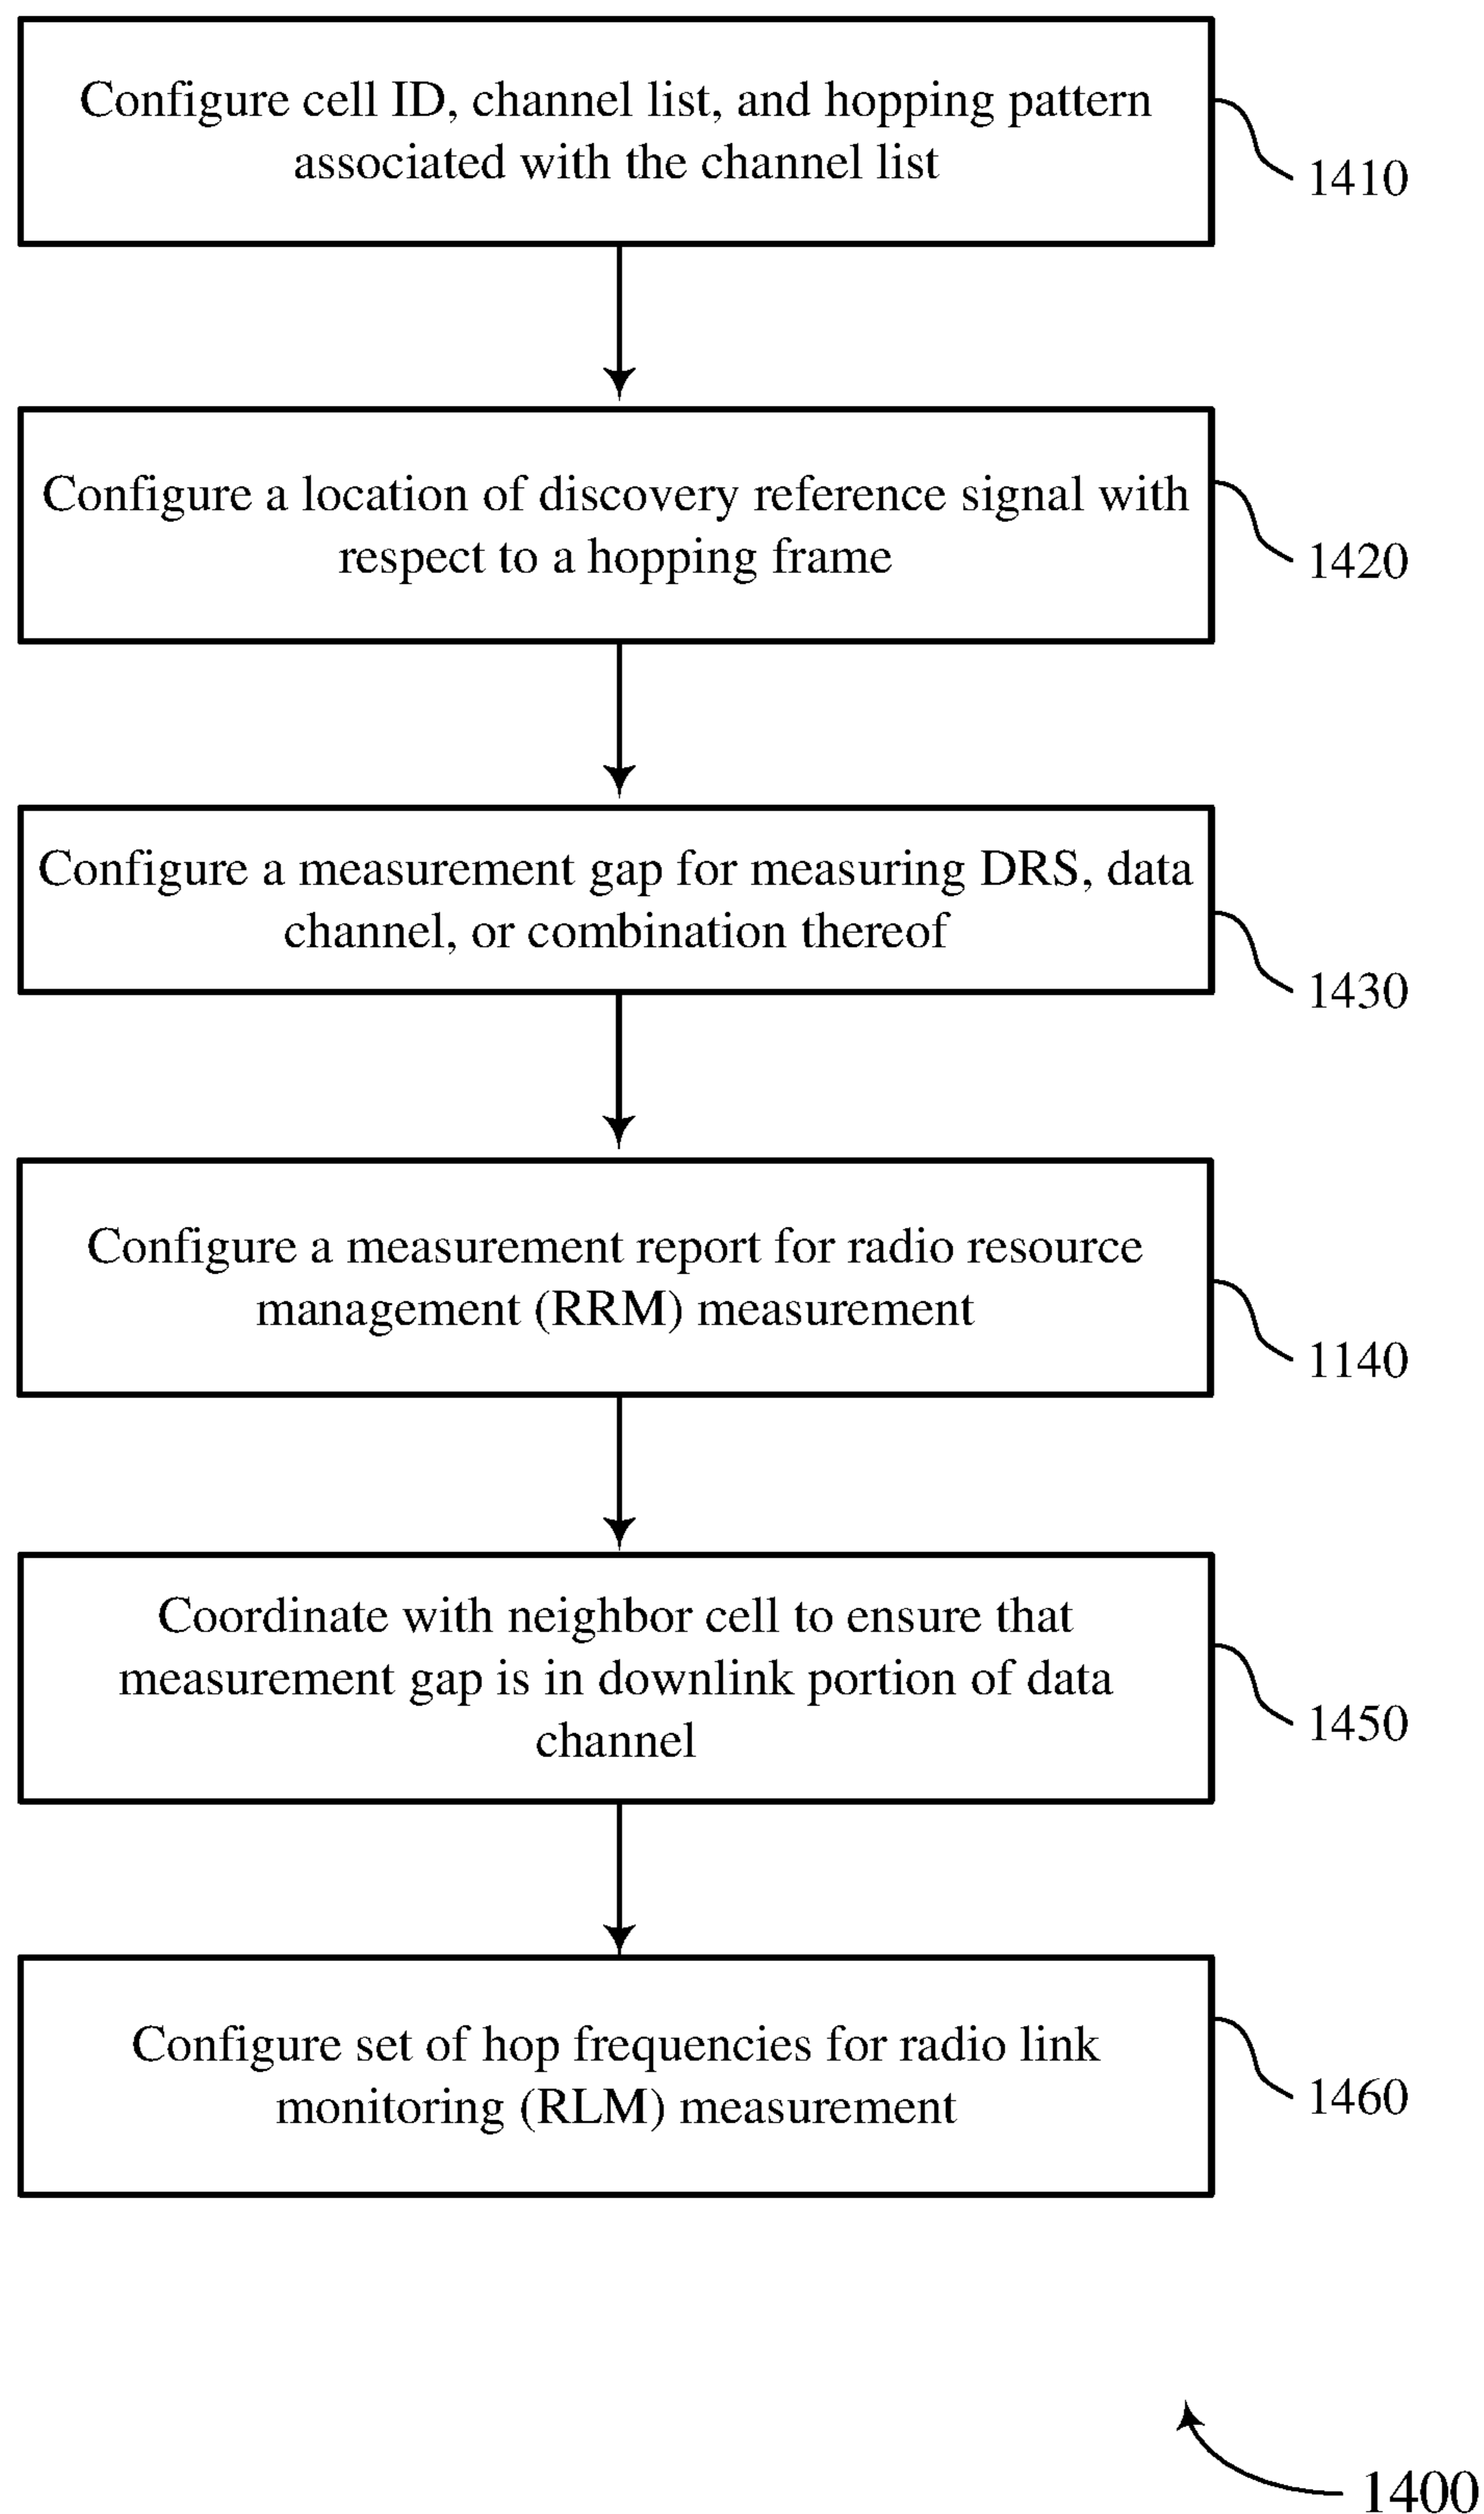 Configure cell ID, channel list, and hopping pattern
associated with the channel list
1410
Configure a location of discovery reference signal with
respect to a hopping frame
1420
Configure a measurement gap for measuring DRS, data
channel, or combination thereof
1430
Configure a measurement report for radio resource
management (RRM) measurement
1140
Coordinate with neighbor cell to ensure that
measurement gap is in downlink portion of data
channel
1450
Configure set of hop frequencies for radio link
monitoring (RLM) measurement
1460
1400